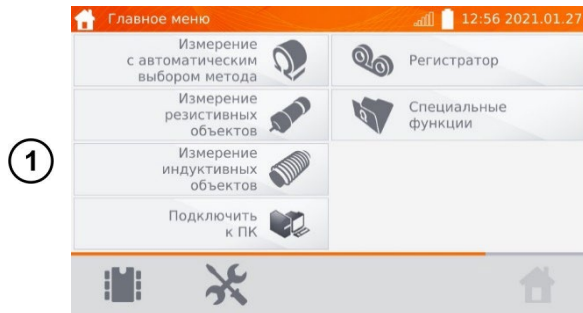 Главное меню
12:56 2021.01.27
Измерение
с автоматическим
выбором метода
Регистратор
Измерение
резистивных
объектов
Специальные
функции
1
Измерение
индуктивных
объектов
Подключить
к ПК